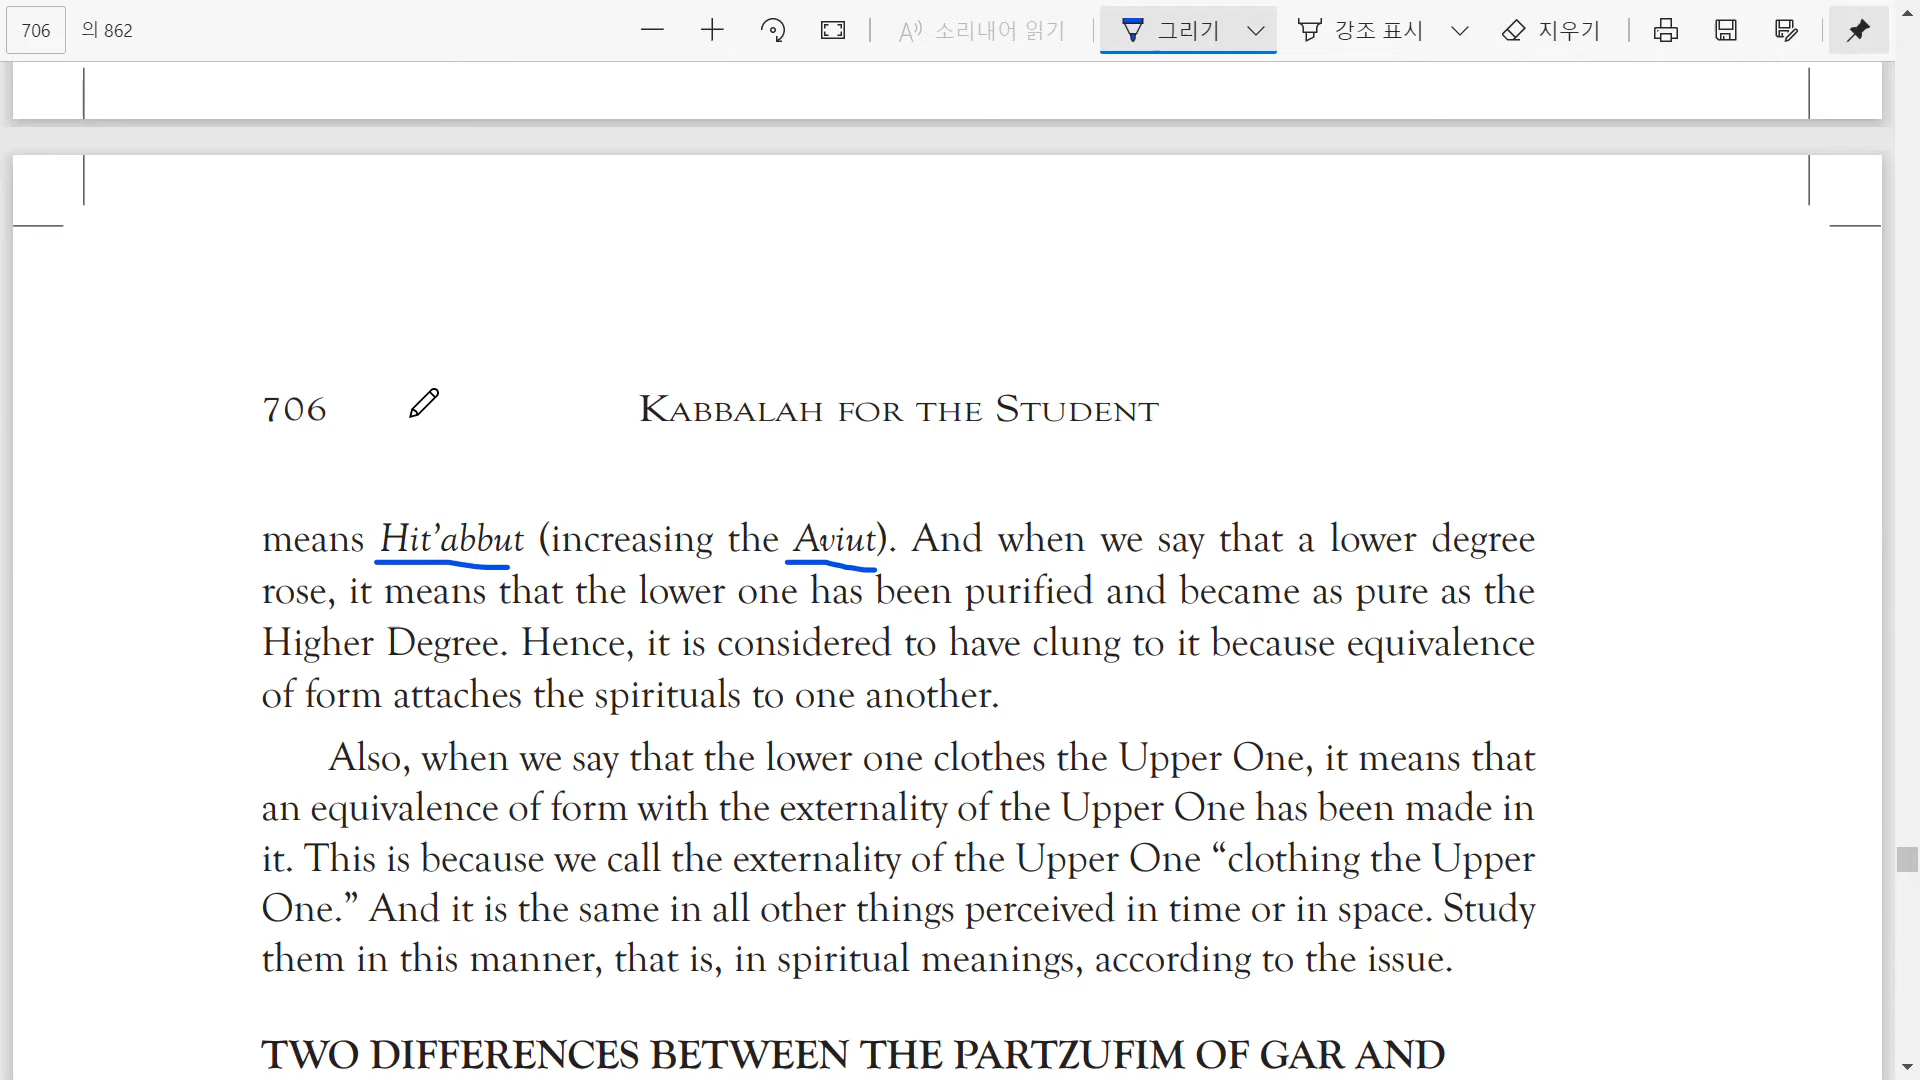 706 의 862 소리내어 읽기 그리기 강조 표시 지우기
706 KABBALAH FOR THE STUDENT
means Hit’abbut (increasing the Aviut). And when we say that a lower degree
rose, it means that the lower one has been purified and became as pure as the
Higher Degree. Hence, it is considered to have clung to it because equivalence
of form attaches the spirituals to one another.
Also, when we say that the lower one clothes the Upper One, it means that
an equivalence of form with the externality of the Upper One has been made in
it. This is because we call the externality of the Upper One “clothing the Upper
One.” And it is the same in all other things perceived in time or in space. Study
them in this manner, that is, in spiritual meanings, according to the issue.
TWO DIFFERENCES BETWEEN THE PARTZUFIM OF GAR AND